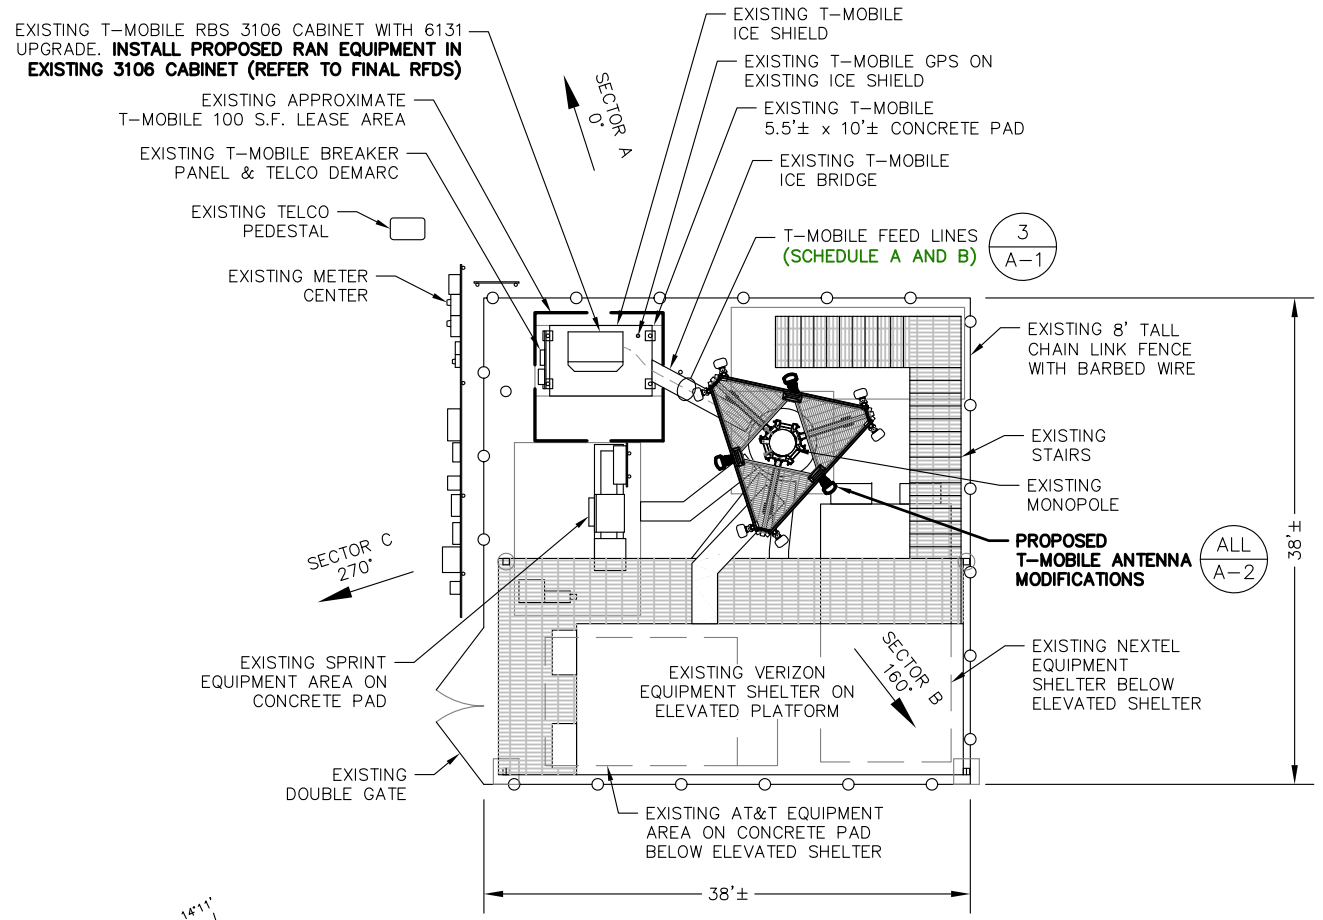 EXISTING T-MOBILE RBS 3106 CABINET WITH 6131
UPGRADE. INSTALL PROPOSED RAN EQUIPMENT IN
EXISTING 3106 CABINET (REFER TO FINAL RFDS)
EXISTING APPROXIMATE
T-MOBILE 100 S.F. LEASE AREA
EXISTING T-MOBILE BREAKER
PANEL & TELCO DEMARC
EXISTING TELCO
PEDESTAL
EXISTING METER
CENTER
SECTOR A
0°
EXISTING T-MOBILE
ICE SHIELD
EXISTING T-MOBILE GPS ON
EXISTING ICE SHIELD
EXISTING T-MOBILE
5.5'± x 10'± CONCRETE PAD
EXISTING T-MOBILE
ICE BRIDGE
T-MOBILE FEED LINES
(SCHEDULE A AND B)
3
A-1
EXISTING 8' TALL
CHAIN LINK FENCE
WITH BARBED WIRE
EXISTING
STAIRS
EXISTING
MONOPOLE
PROPOSED
T-MOBILE ANTENNA
MODIFICATIONS
ALL
A-2
38'±
SECTOR C
270°
EXISTING SPRINT
EQUIPMENT AREA ON
CONCRETE PAD
EXISTING
DOUBLE GATE
EXISTING VERIZON
EQUIPMENT SHELTER ON
ELEVATED PLATFORM
SECTOR B
160°
EXISTING NEXTEL
EQUIPMENT
SHELTER BELOW
ELEVATED SHELTER
EXISTING AT&T EQUIPMENT
AREA ON CONCRETE PAD
BELOW ELEVATED SHELTER
38'±
14°11'